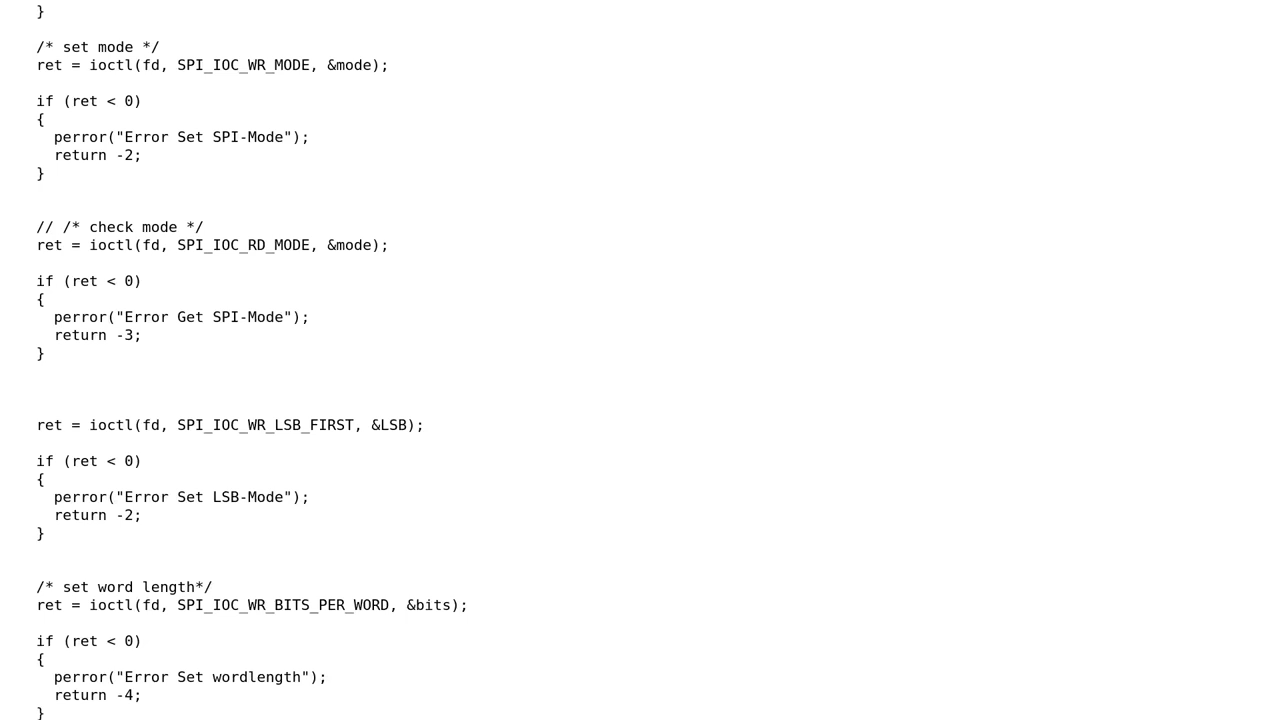 }
/* set mode */
ret = ioctl(fd, SPI_IOC_WR_MODE, &mode);
if (ret < 0)
{
perror("Error Set SPI-Mode");
return -2;
}
// /* check mode */
ret = ioctl(fd, SPI_IOC_RD_MODE, &mode);
if (ret < 0)
{
perror("Error Get SPI-Mode");
return -3;
}
ret = ioctl(fd, SPI_IOC_WR_LSB_FIRST, &LSB);
if (ret < 0)
{
perror("Error Set LSB-Mode");
return -2;
}
/* set word length*/
ret = ioctl(fd, SPI_IOC_WR_BITS_PER_WORD, &bits);
if (ret < 0)
{
perror("Error Set wordlength");
return -4;
}